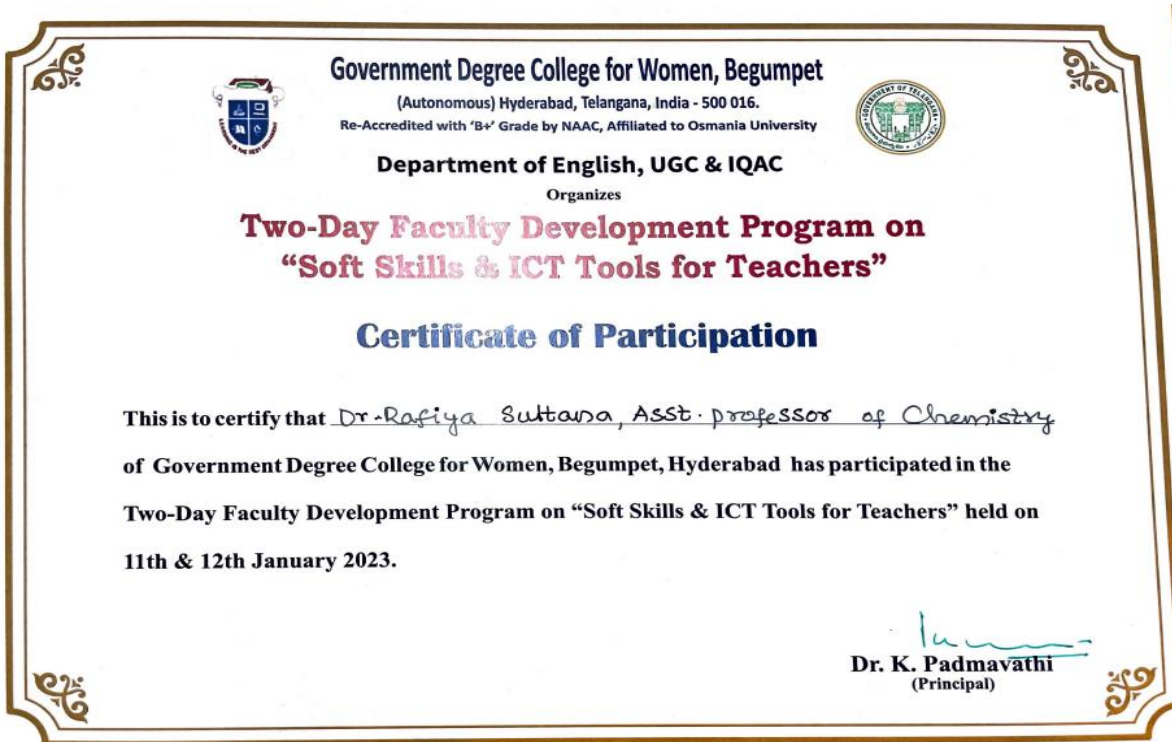 Government Degree College for Women, Begumpet
(Autonomous) Hyderabad, Telangana, India - 500 016.
Re-Accredited with 'B+' Grade by NAAC, Affiliated to Osmania University
GOVERNMENT OF TELANGANA
Department of English, UGC & IQAC
Organizes
Two-Day Faculty Development Program on
“Soft Skills & ICT Tools for Teachers”
Certificate of Participation
This is to certify that Dr. Rafiya Sultana, Asst. professor of Chemistry
of Government Degree College for Women, Begumpet, Hyderabad has participated in the
Two-Day Faculty Development Program on “Soft Skills & ICT Tools for Teachers” held on
11th & 12th January 2023.
Dr. K. Padmavathi
(Principal)